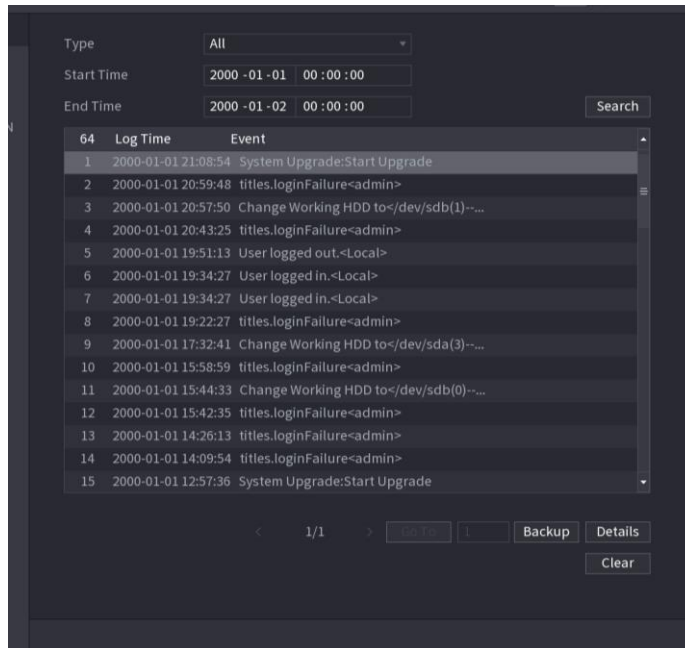 Type All
Start Time 2000 -01 -01 00 :00 :00
End Time 2000 -01 -02 00 :00 :00 Search
N
64 Log Time Event
1 2000-01-01 21:08:54 System Upgrade:Start Upgrade
2 2000-01-01 20:59:48 titles.loginFailure<admin>
3 2000-01-01 20:57:50 Change Working HDD to</dev/sdb(1)--...
4 2000-01-01 20:43:25 titles.loginFailure<admin>
5 2000-01-01 19:51:13 User logged out.<Local>
6 2000-01-01 19:34:27 User logged in.<Local>
7 2000-01-01 19:34:27 User logged in.<Local>
8 2000-01-01 19:22:27 titles.loginFailure<admin>
9 2000-01-01 17:32:41 Change Working HDD to</dev/sda(3)--...
10 2000-01-01 15:58:59 titles.loginFailure<admin>
11 2000-01-01 15:44:33 Change Working HDD to</dev/sdb(0)--...
12 2000-01-01 15:42:35 titles.loginFailure<admin>
13 2000-01-01 14:26:13 titles.loginFailure<admin>
14 2000-01-01 14:09:54 titles.loginFailure<admin>
15 2000-01-01 12:57:36 System Upgrade:Start Upgrade
< 1/1 > Go To 1 Backup Details
Clear